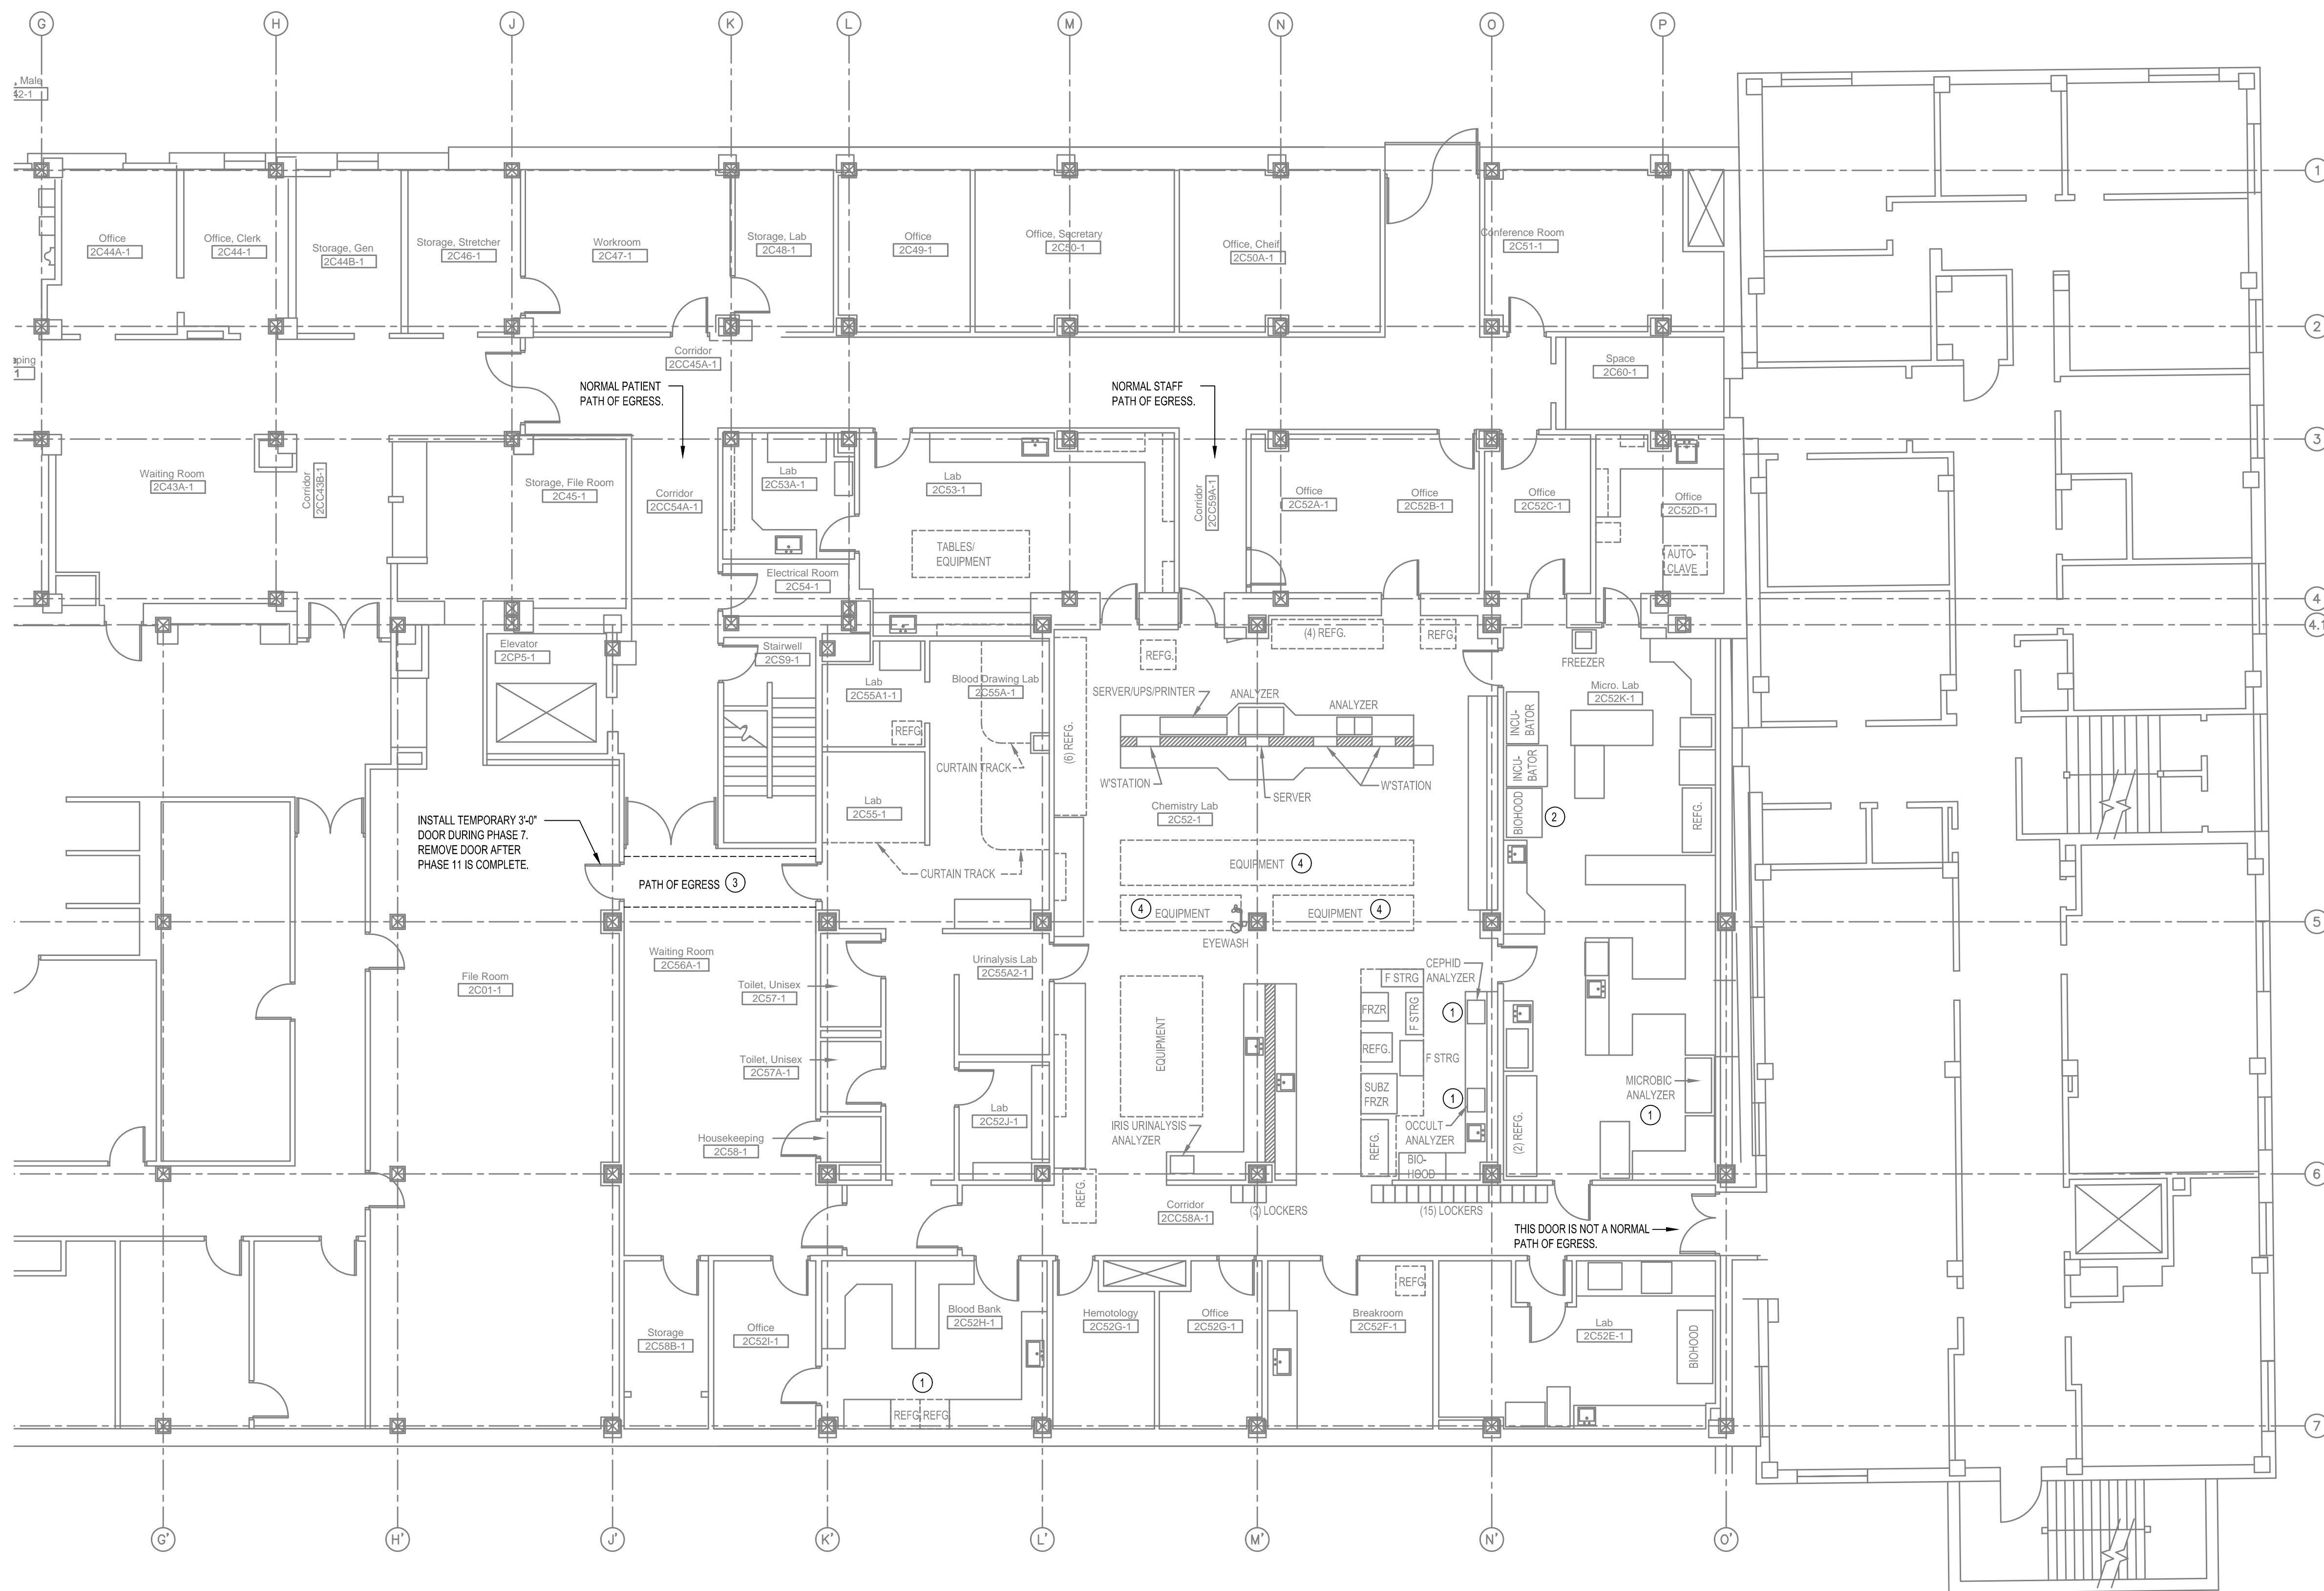 G H J K L M N O P
, Male
42-1
1
Office
2C44A-1
Office, Clerk
2C44-1
Storage, Gen
2C44B-1
Storage, Stretcher
2C46-1
Workroom
2C47-1
Storage, Lab
2C48-1
Office
2C49-1
Office, Secretary
2C50-1
Office, Cheif
2C50A-1
Conference Room
2C51-1
2
ping
1
Corridor
2CC45A-1
Space
2C60-1
NORMAL PATIENT
PATH OF EGRESS.
NORMAL STAFF
PATH OF EGRESS.
3
Waiting Room
2C43A-1
Corridor
2CC43B-1
Storage, File Room
2C45-1
Corridor
2CC54A-1
Lab
2C53A-1
Lab
2C53-1
Corridor
2CC59A-1
Office
2C52A-1
Office
2C52B-1
Office
2C52C-1
Office
2C52D-1
TABLES/
EQUIPMENT
AUTO-
CLAVE
Electrical Room
2C54-1
4
4.1
Elevator
2CP5-1
Stairwell
2CS9-1
Lab
2C55A1-1
Blood Drawing Lab
2C55A-1
REFG.
(4) REFG.
REFG.
FREEZER
Micro. Lab
2C52K-1
SERVER/UPS/PRINTER
ANALYZER
ANALYZER
REFG
(6) REFG.
INCU-
BATOR
INCU-
BATOR
CURTAIN TRACK
W'STATION
SERVER
W'STATION
Lab
2C55-1
Chemistry Lab
2C52-1
BIOHOOD
2
REFG.
INSTALL TEMPORARY 3'-0"
DOOR DURING PHASE 7.
REMOVE DOOR AFTER
PHASE 11 IS COMPLETE.
PATH OF EGRESS 3
CURTAIN TRACK
EQUIPMENT 4
4 EQUIPMENT
EQUIPMENT 4
EYEWASH
5
File Room
2C01-1
Waiting Room
2C56A-1
Toilet, Unisex
2C57-1
Urinalysis Lab
2C55A2-1
CEPHID
ANALYZER
F STRG
FRZR
F STRG
1
REFG.
F STRG
EQUIPMENT
Toilet, Unisex
2C57A-1
SUBZ
FRZR
1
MICROBIC
ANALYZER
1
Lab
2C52J-1
IRIS URINALYSIS
ANALYZER
OCCULT
ANALYZER
REFG.
(2) REFG.
Housekeeping
2C58-1
BIO-
HOOD
6
REFG.
Corridor
2CC58A-1
(3) LOCKERS
(15) LOCKERS
THIS DOOR IS NOT A NORMAL
PATH OF EGRESS.
REFG
Storage
2C58B-1
Office
2C52I-1
Blood Bank
2C52H-1
Hemotology
2C52G-1
Office
2C52G-1
Breakroom
2C52F-1
Lab
2C52E-1
BIOHOOD
1
REFG REFG.
7
G' H' J' K' L' M' N' O'